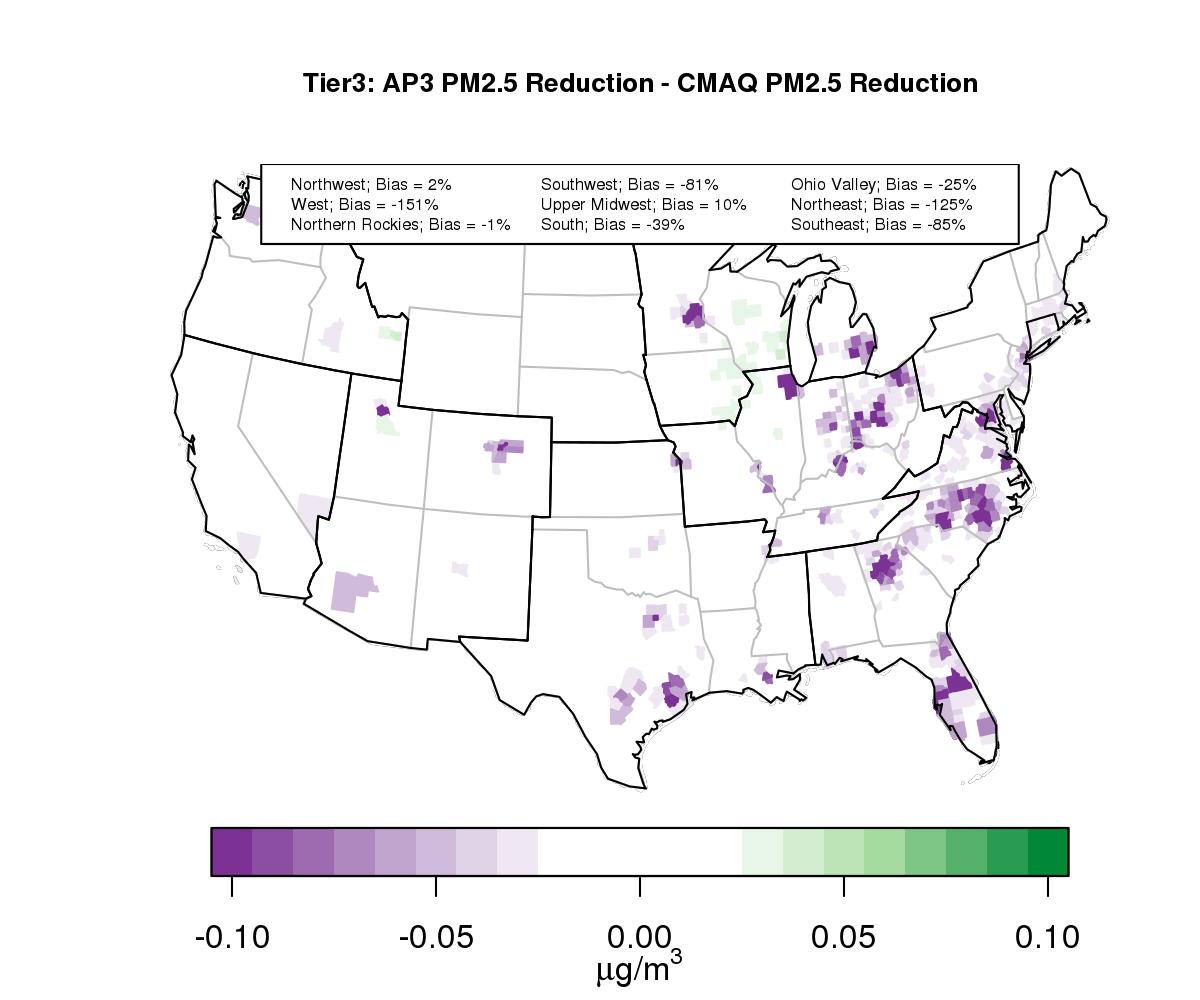 Tier3: AP3 PM2.5 Reduction - CMAQ PM2.5 Reduction
Northwest; Bias = 2% Southwest; Bias = -81% Ohio Valley; Bias = -25%
West; Bias = -151% Upper Midwest; Bias = 10% Northeast; Bias = -125%
Northern Rockies; Bias = -1% South; Bias = -39% Southeast; Bias = -85%
-0.10 -0.05 0.00 0.05 0.10
μg/m³